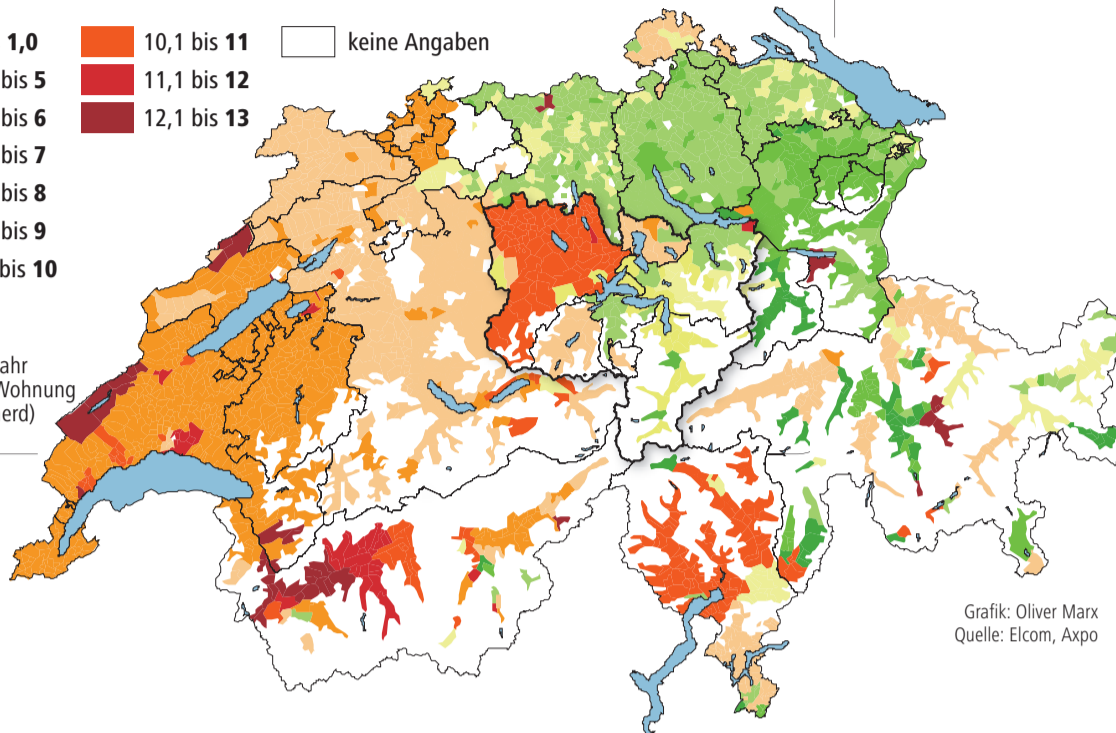 1,0
bis 5
bis 6
bis 7
bis 8
bis 9
bis 10
10,1 bis 11
11,1 bis 12
12,1 bis 13
keine Angaben
ahr
Wohnung
erd)
Grafik: Oliver Marx
Quelle: Elcom, Axpo